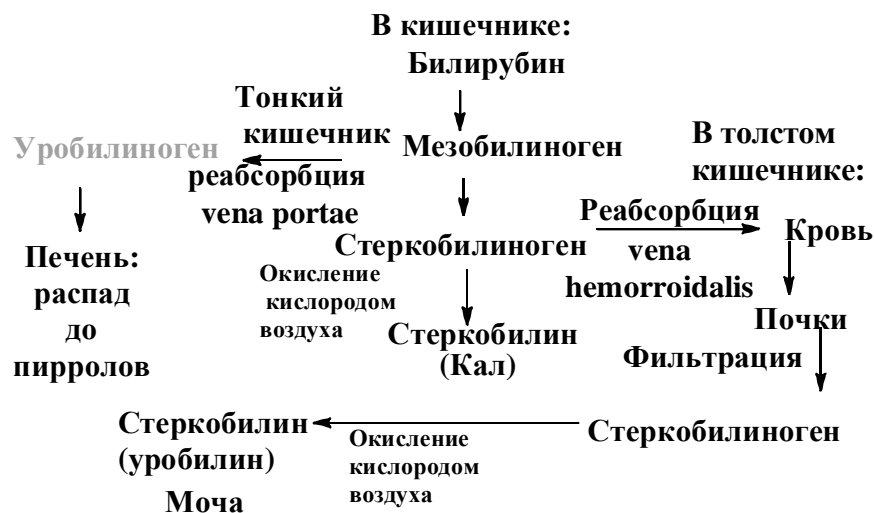 В кишечнике:
Билирубин
Тонкий
кишечник
Уробилиноген
Мезобилиноген
В толстом
кишечнике:
реабсорбция
vena portae
Реабсорбция
Кровь
Стеркобилиноген
vena
hemorroidalis
Печень:
распад
до
пирролов
Окисление
кислородом
воздуха
Стеркобилин
(Кал)
Почки
Фильтрация
Стеркобилин
(уробилин)
Моча
Окисление
кислородом
воздуха
Стеркобилиноген